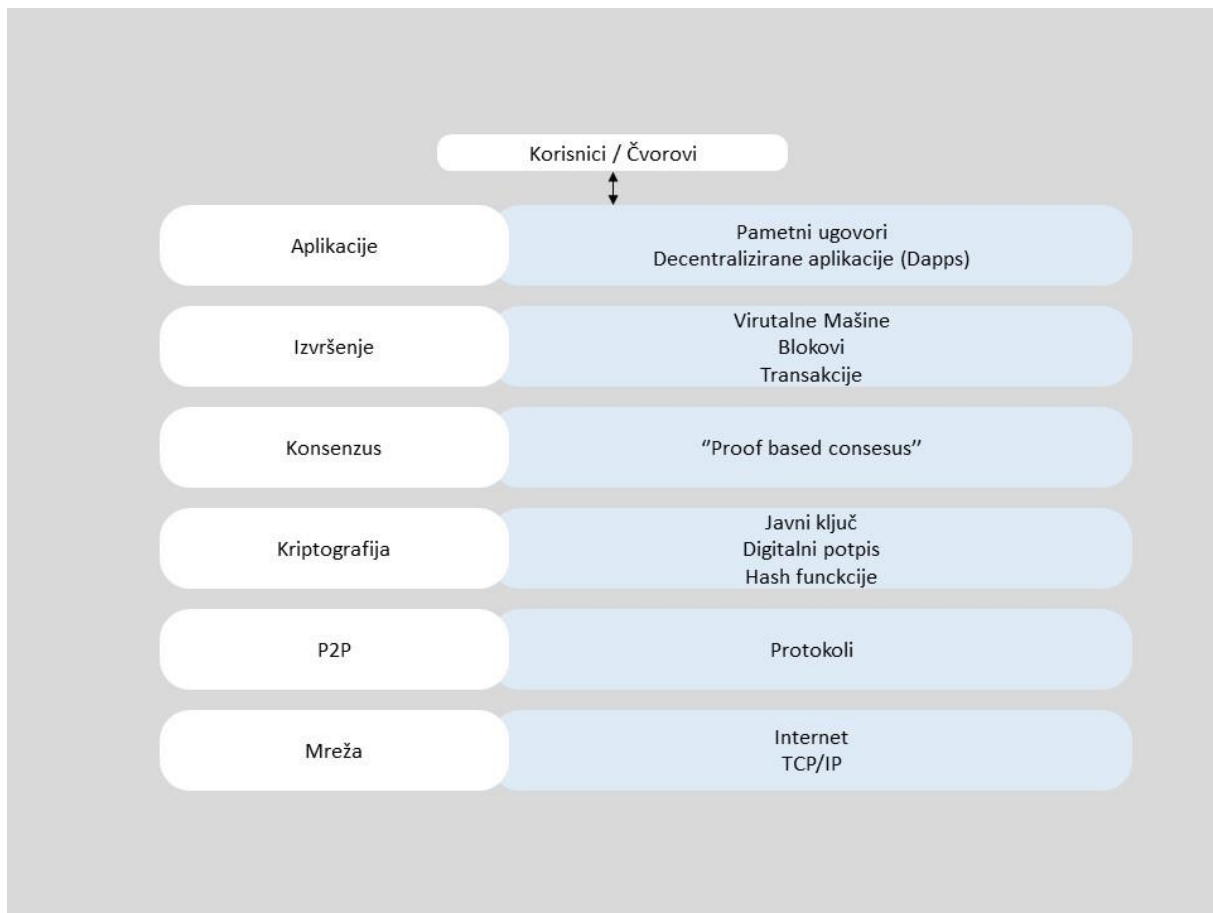 Korisnici / Čvorovi
Aplikacije
Pametni ugovori
Decentralizirane aplikacije (Dapps)
Izvršenje
Virutalne Mašine
Blokovi
Transakcije
Konsenzus
‘’Proof based consesus’’
Kriptografija
Javni ključ
Digitalni potpis
Hash funckcije
P2P
Protokoli
Mreža
Internet
TCP/IP